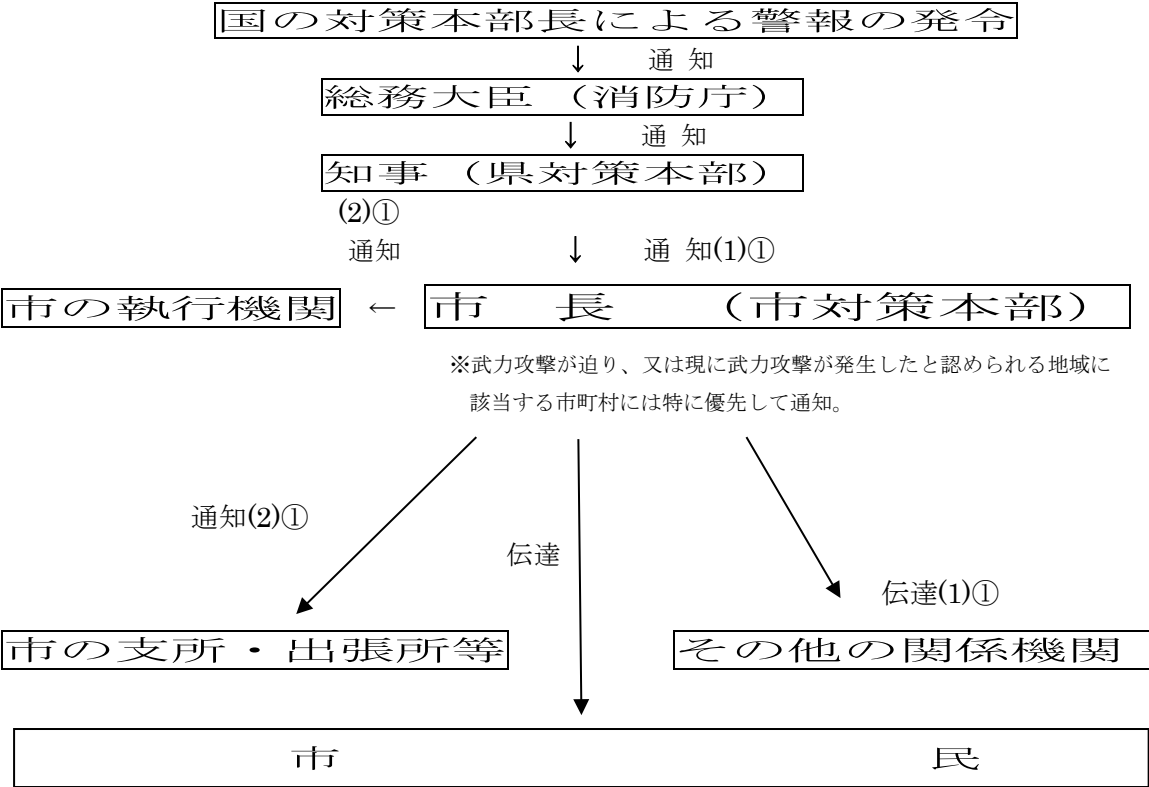 国の対策本部長による警報の発令
↓ 通 知
総務大臣(消防庁)
↓ 通 知
知事(県対策本部)
(2)①
通知 ↓ 通 知(1)①
市の執行機関 ← 市 長 (市対策本部)
※武力攻撃が迫り、又は現に武力攻撃が発生したと認められる地域に
該当する市町村には特に優先して通知。
通知(2)①
伝達
伝達(1)①
市の支所・出張所等 その他の関係機関
市 民